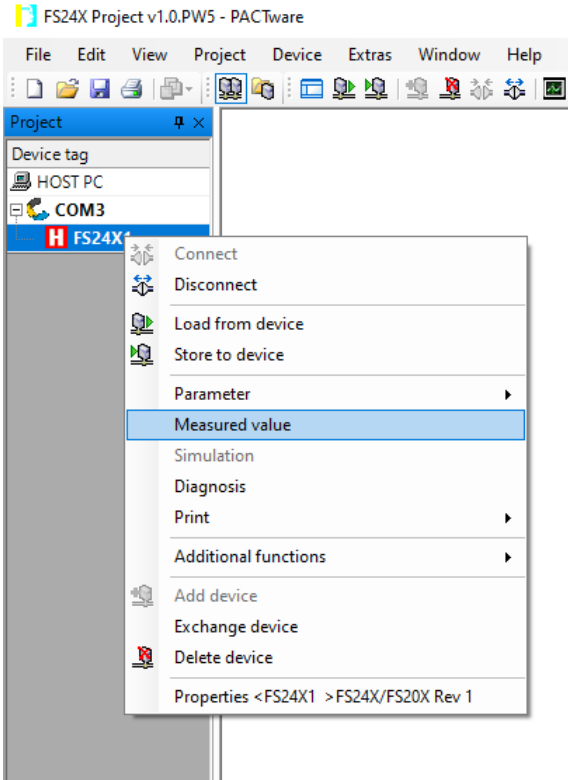 FS24X Project v1.0.PW5 - PACTware
File Edit View Project Device Extras Window Help
Project
Device tag
HOST PC
COM3
H FS24X1
Connect
Disconnect
Load from device
Store to device
Parameter
Measured value
Simulation
Diagnosis
Print
Additional functions
Add device
Exchange device
Delete device
Properties <FS24X1 >FS24X/FS20X Rev 1